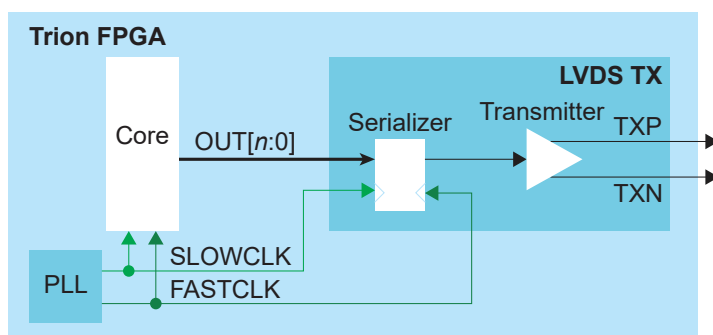 Trion FPGA
LVDS TX
Core
OUT[n:0]
Serializer
Transmitter
TXP
TXN
PLL
SLOWCLK
FASTCLK